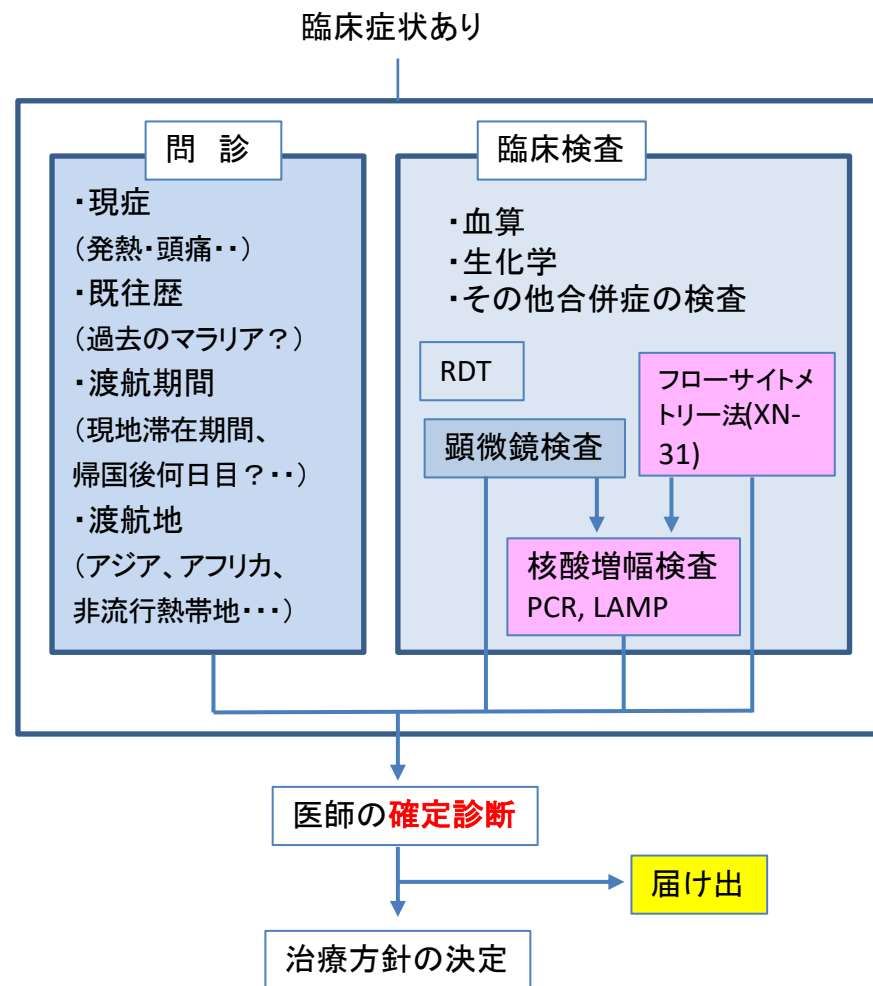 臨床症状あり
問 診
・現症
(発熱・頭痛・・)
・既往歴
(過去のマラリア？)
・渡航期間
(現地滞在期間、
帰国後何日目？・・)
・渡航地
(アジア、アフリカ、
非流行熱帯地・・・)
臨床検査
・血算
・生化学
・その他合併症の検査
RDT
フローサイトメ
トリー法(XN-
31)
顕微鏡検査
核酸増幅検査
PCR, LAMP
医師の確定診断
届け出
治療方針の決定